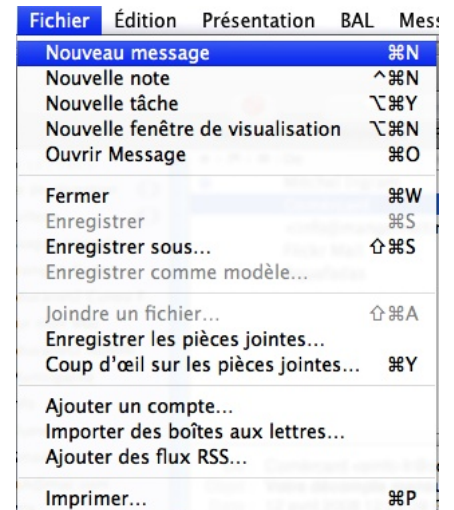 Fichier Édition Présentation BAL Mess
Nouveau message ⌘N
Nouvelle note ^⌘N
Nouvelle tâche ⌥⌘Y
Nouvelle fenêtre de visualisation ⌥⌘N
Ouvrir Message ⌘O
Fermer ⌘W
Enregistrer ⌘S
Enregistrer sous... ⇧⌘S
Enregistrer comme modèle...
Joindre un fichier... ⇧⌘A
Enregistrer les pièces jointes...
Coup d'œil sur les pièces jointes... ⌘Y
Ajouter un compte...
Importer des boîtes aux lettres...
Ajouter des flux RSS...
Imprimer... ⌘P